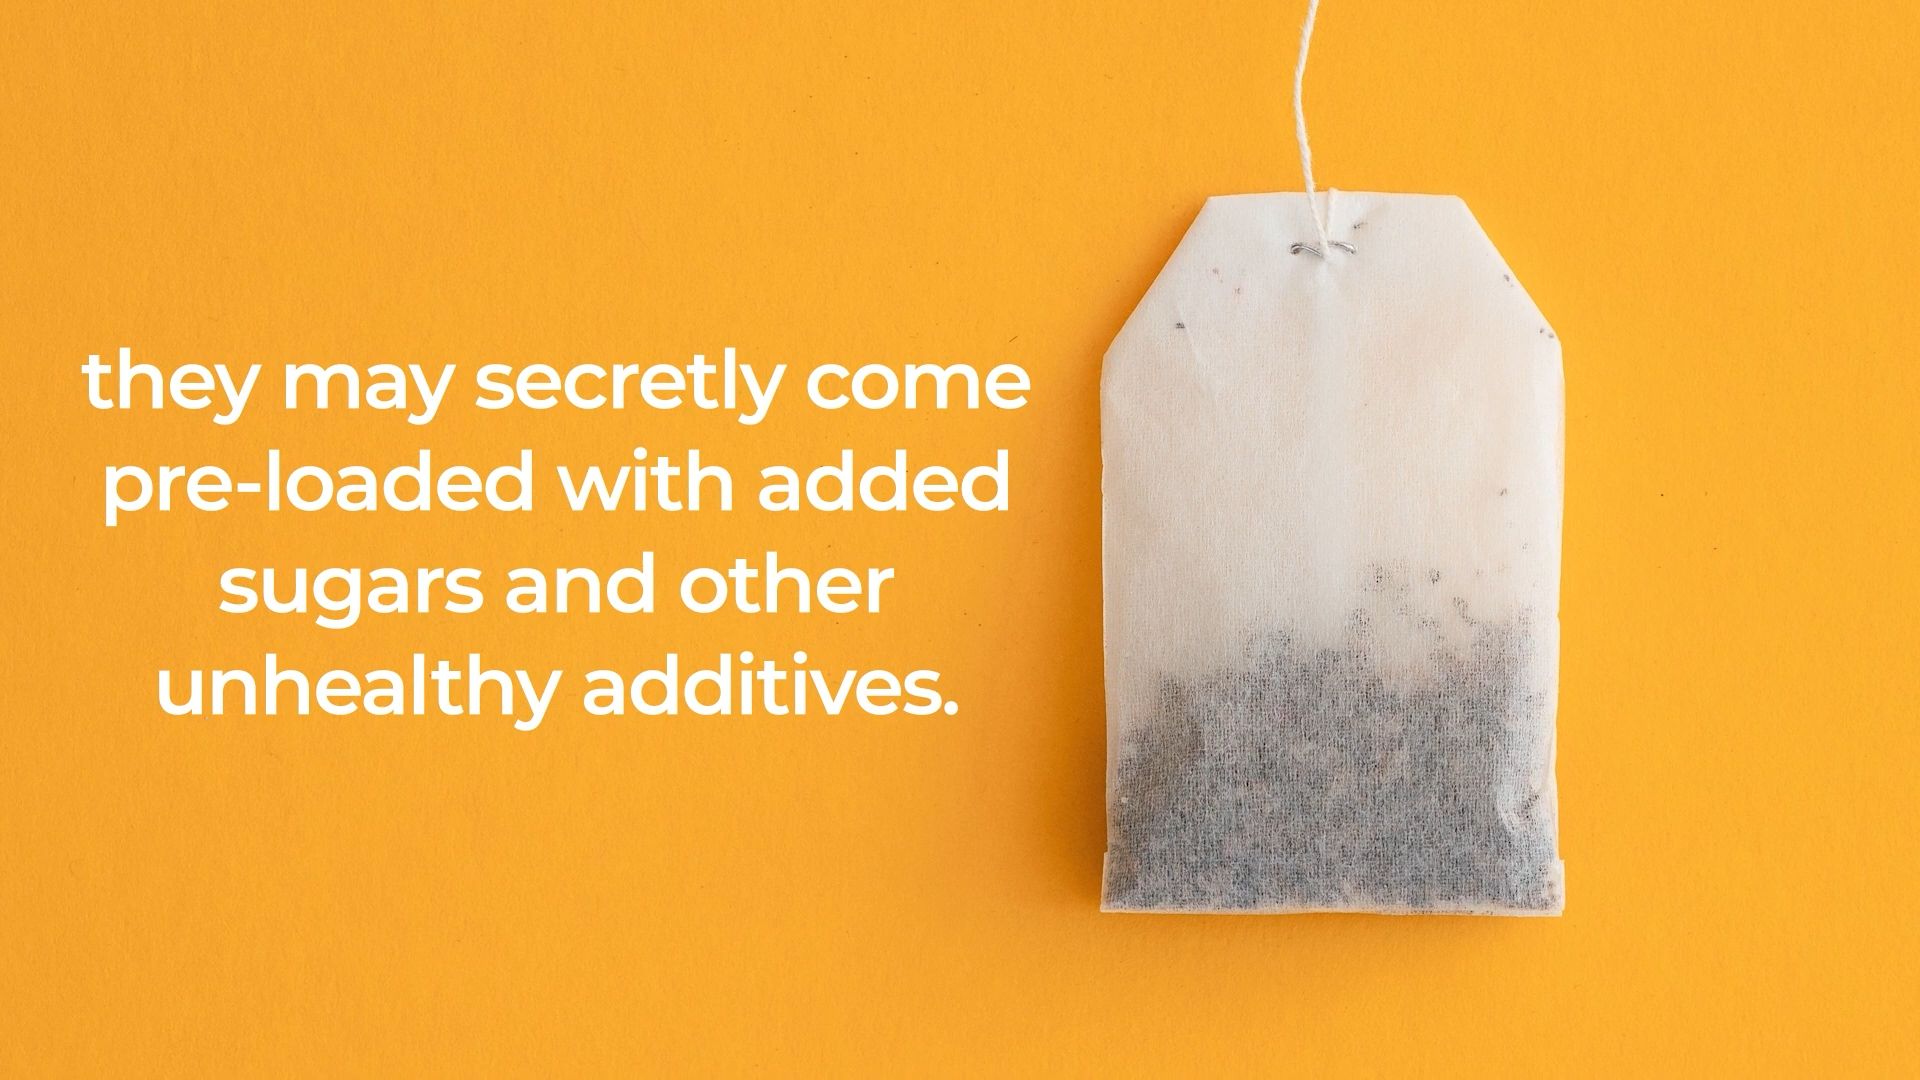 they may secretly come
pre-loaded with added
sugars and other
unhealthy additives.